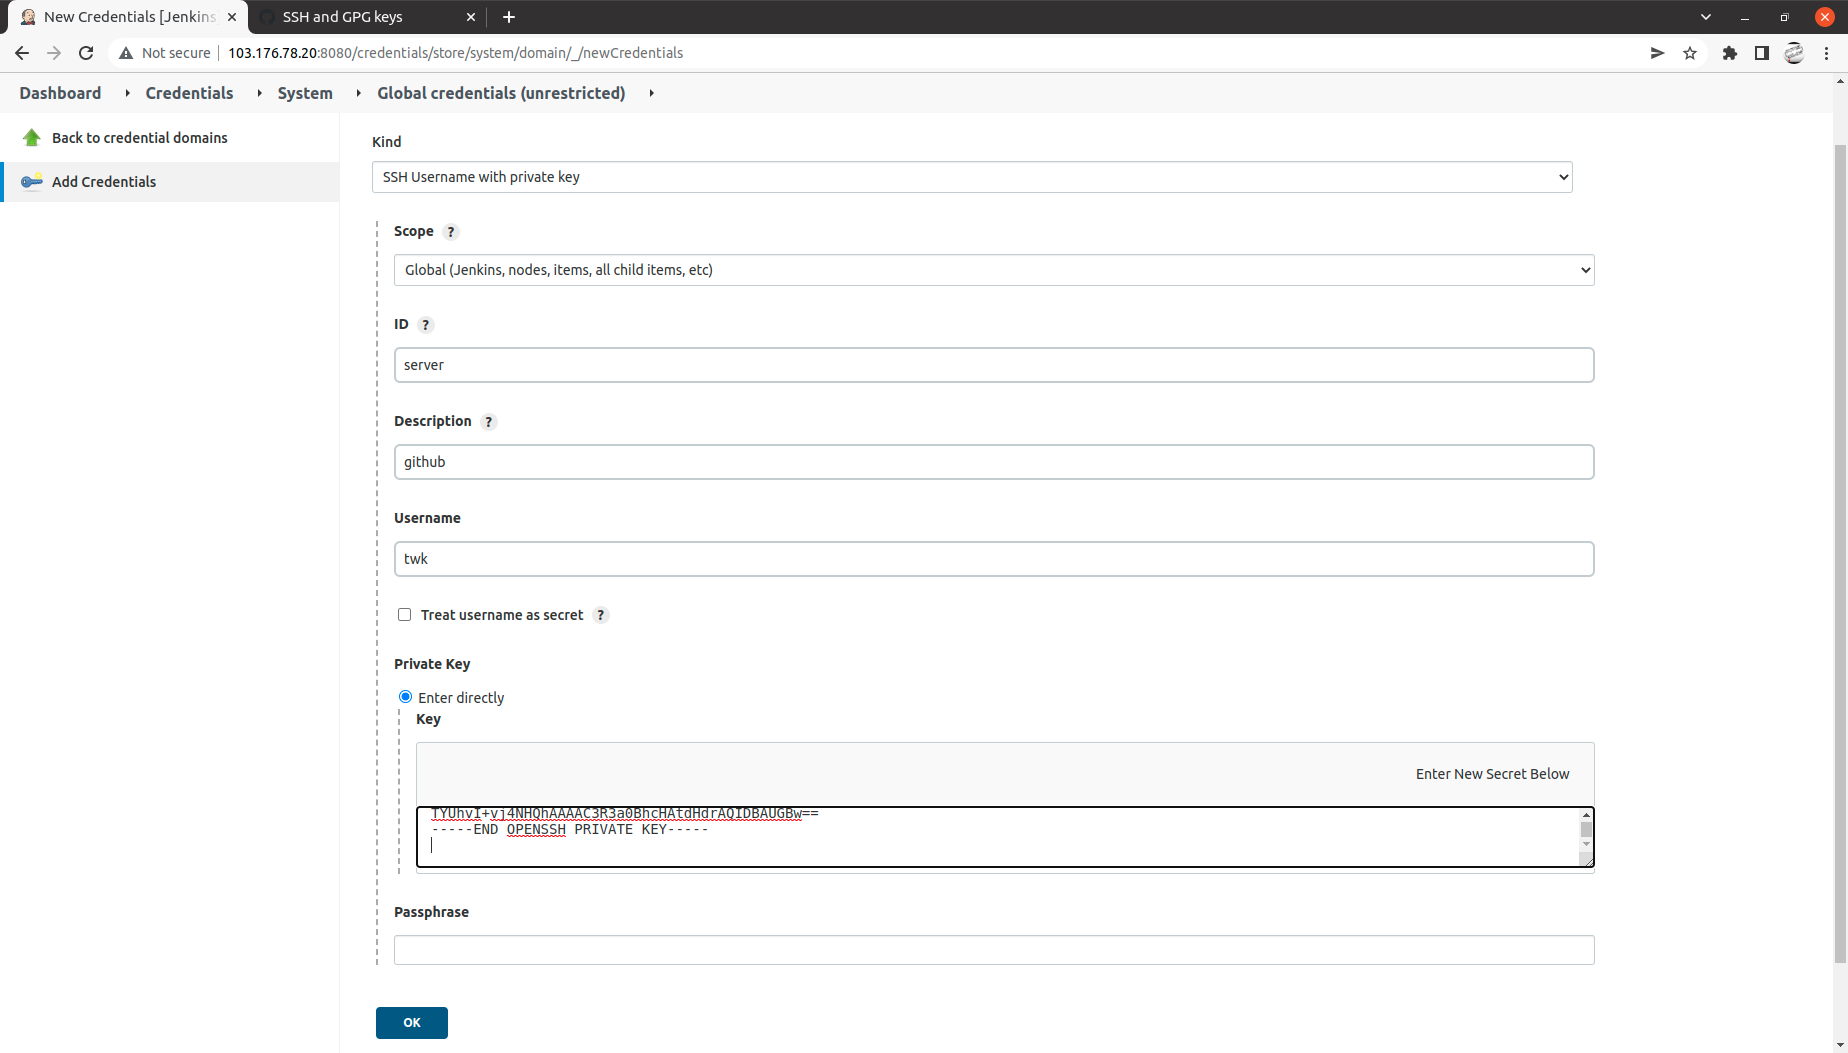 New Credentials [Jenkins
SSH and GPG keys
Not secure
103.176.78.20:8080/credentials/store/system/domain/_/newCredentials
Dashboard
Credentials
System
Global credentials (unrestricted)
Back to credential domains
Add Credentials
Kind
SSH Username with private key
Scope ?
Global (Jenkins, nodes, items, all child items, etc)
ID ?
server
Description ?
github
Username
twk
Treat username as secret ?
Private Key
Enter directly
Key
Enter New Secret Below
TYUhvI+vj4NHQhAAAAC3R3a0BhcHAtdHdrAQIDBAUGBw==
-----END OPENSSH PRIVATE KEY-----
Passphrase
OK